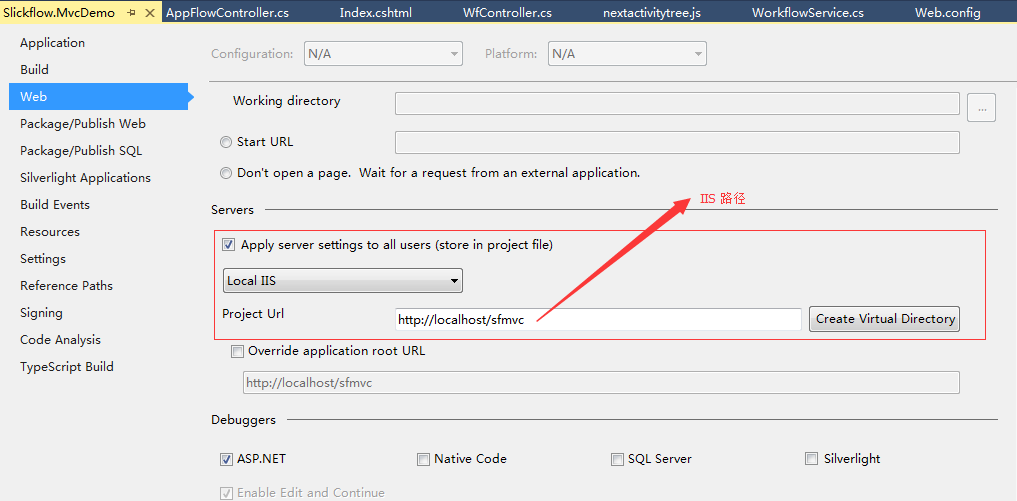 Slickflow.MvcDemo AppFlowController.cs Index.cshtml WfController.cs nextactivitytree.js WorkflowService.cs Web.config
Application
Build
Web
Package/Publish Web
Package/Publish SQL
Silverlight Applications
Build Events
Resources
Settings
Reference Paths
Signing
Code Analysis
TypeScript Build
Configuration: N/A Platform: N/A
Working directory ...
Start URL
Don't open a page. Wait for a request from an external application.
IIS 路径
Servers
Apply server settings to all users (store in project file)
Local IIS
Project Url http://localhost/sfmvc Create Virtual Directory
Override application root URL
http://localhost/sfmvc
Debuggers
ASP.NET Native Code SQL Server Silverlight
Enable Edit and Continue